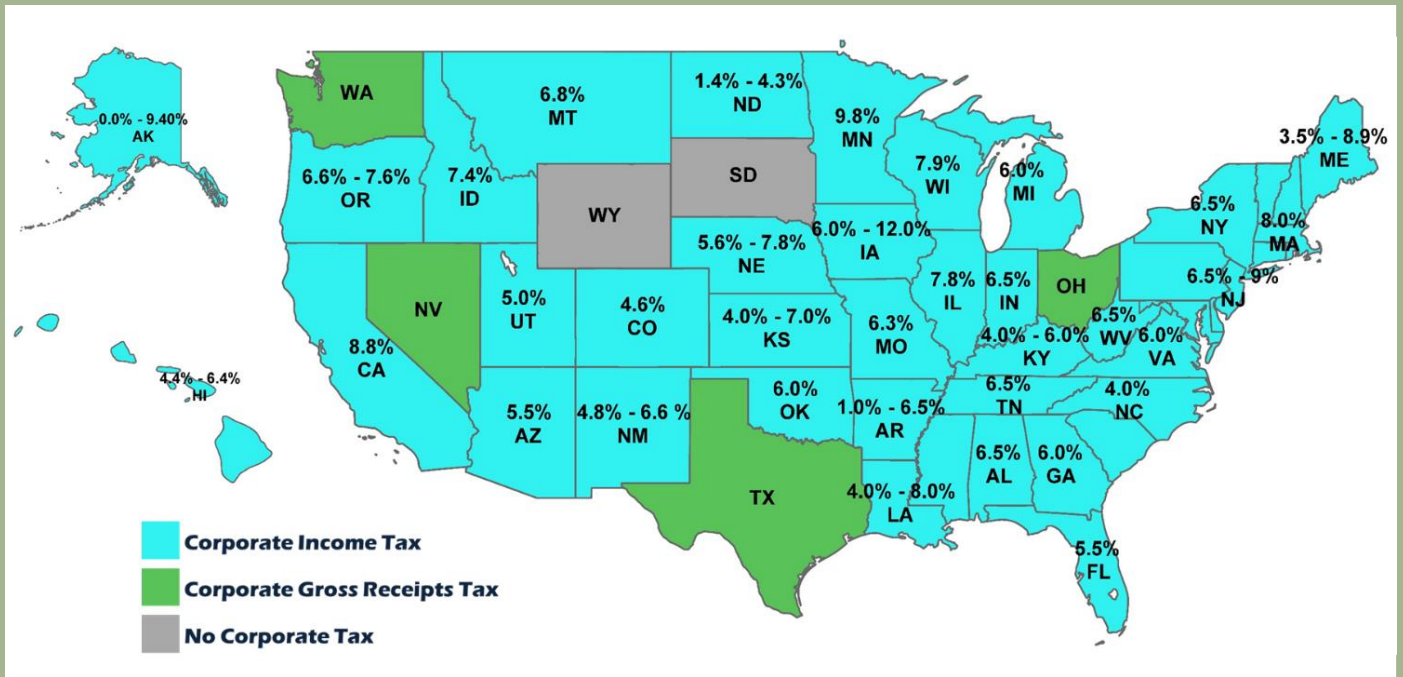 0.0% - 9.40%
AK
WA
6.6% - 7.6%
OR
7.4%
ID
6.8%
MT
1.4% - 4.3%
ND
9.8%
MN
7.9%
WI
6.0%
MI
3.5% - 8.9%
ME
6.5%
NY
8.0%
MA
6.5% - 9%
NJ
WY
SD
5.6% - 7.8%
NE
6.0% - 12.0%
IA
7.8%
IL
6.5%
IN
OH
6.5%
WV
6.0%
VA
NV
5.0%
UT
4.6%
CO
4.0% - 7.0%
KS
6.3%
MO
4.0% - 6.0%
KY
8.8%
CA
4.4% - 6.4%
HI
5.5%
AZ
4.8% - 6.6 %
NM
6.0%
OK
1.0% - 6.5%
AR
6.5%
TN
4.0%
NC
TX
4.0% - 8.0%
LA
6.5%
AL
6.0%
GA
5.5%
FL
Corporate Income Tax
Corporate Gross Receipts Tax
No Corporate Tax